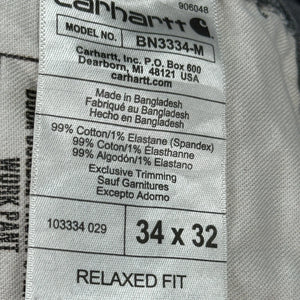 906048
Carhartt
MODEL NO. BN3334-M
Carhartt, Inc. P.O. Box 600
Dearborn, MI 48121 USA
carhartt.com
Made in Bangladesh
Fabriqué au Bangladesh
Hecho en Bangladesh
99% Cotton/1% Elastane (Spandex)
99% Coton/1% Élasthanne
99% Algodón/1% Elastano
Exclusive Trimming
Sauf Garnitures
Excepto Adorno
103334 029
34 x 32
RELAXED FIT
WORK PANT